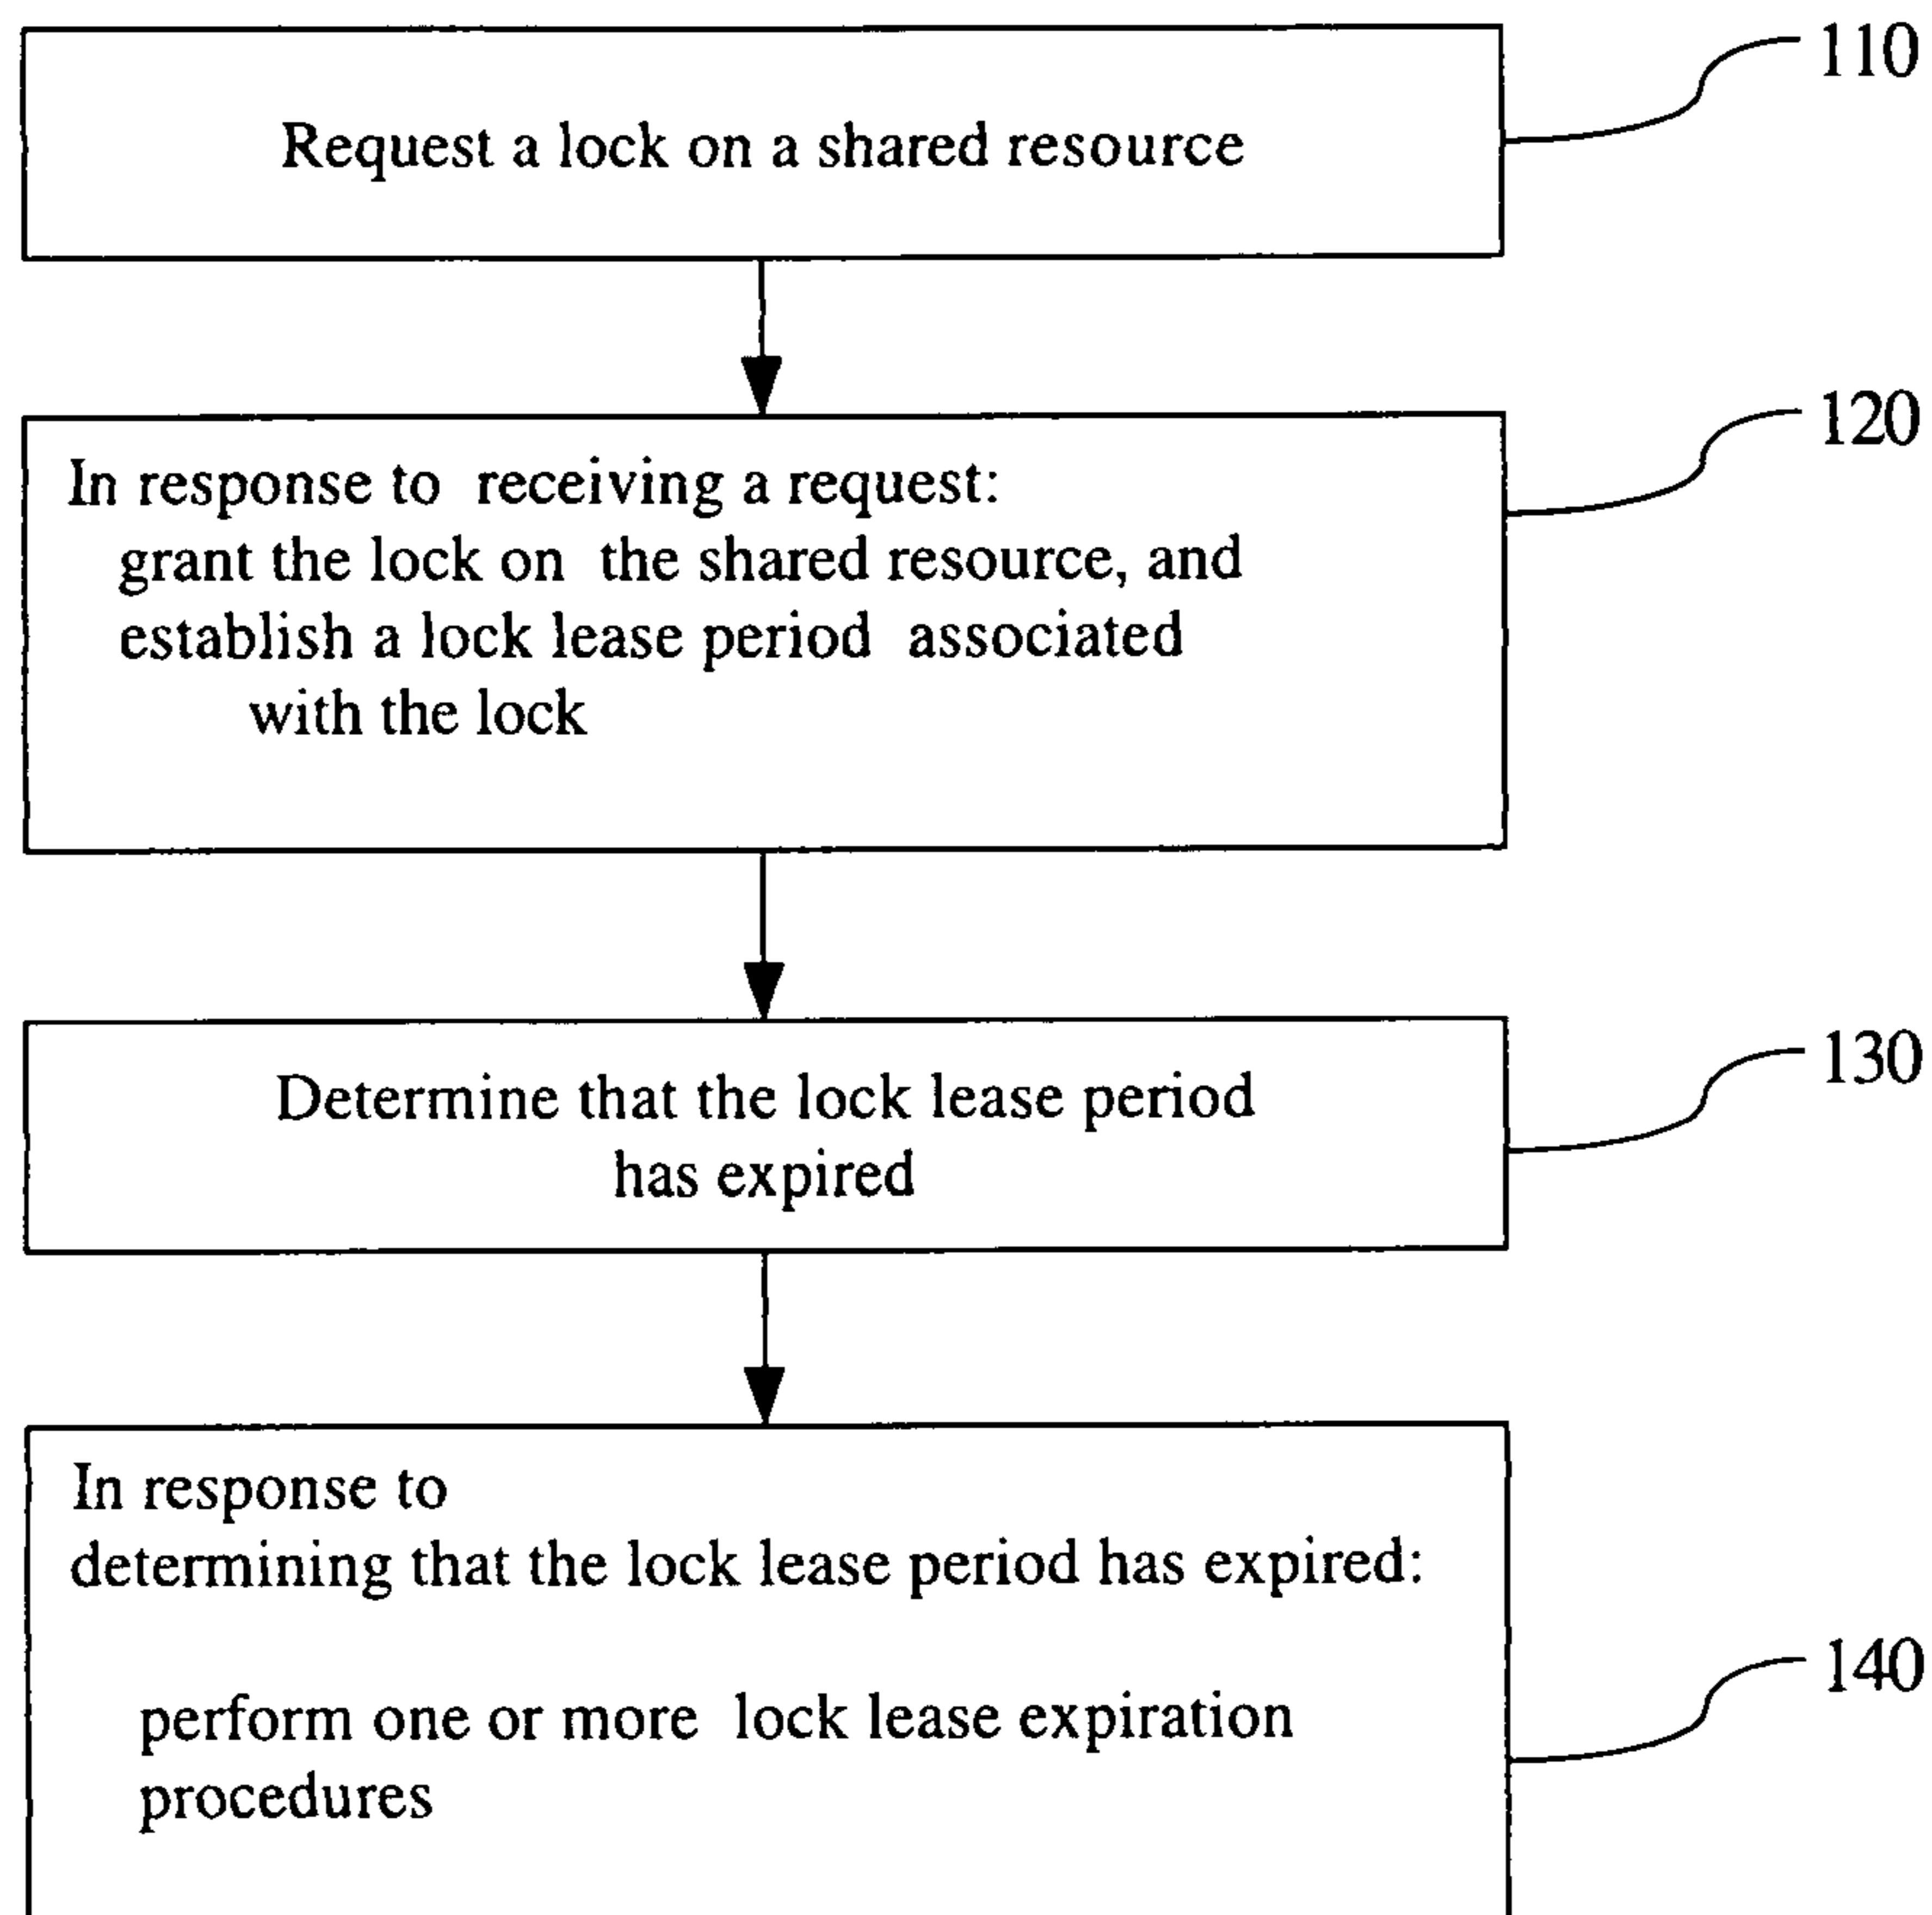 110
Request a lock on a shared resource
120
In response to receiving a request:
grant the lock on the shared resource, and
establish a lock lease period associated
with the lock
130
Determine that the lock lease period
has expired
In response to
determining that the lock lease period has expired:
140
perform one or more lock lease expiration
procedures